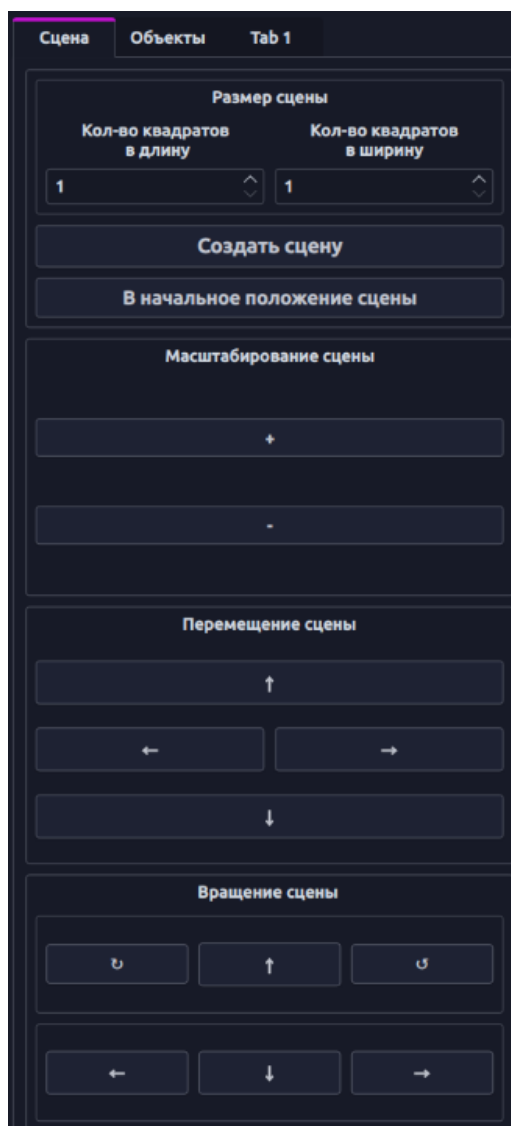 Сцена Объекты Tab 1
Размер сцены
Кол-во квадратов Кол-во квадратов
в длину в ширину
1 1
Создать сцену
В начальное положение сцены
Масштабирование сцены
+
-
Перемещение сцены
↑
← →
↓
Вращение сцены
↻ ↑ ↺
← ↓ →